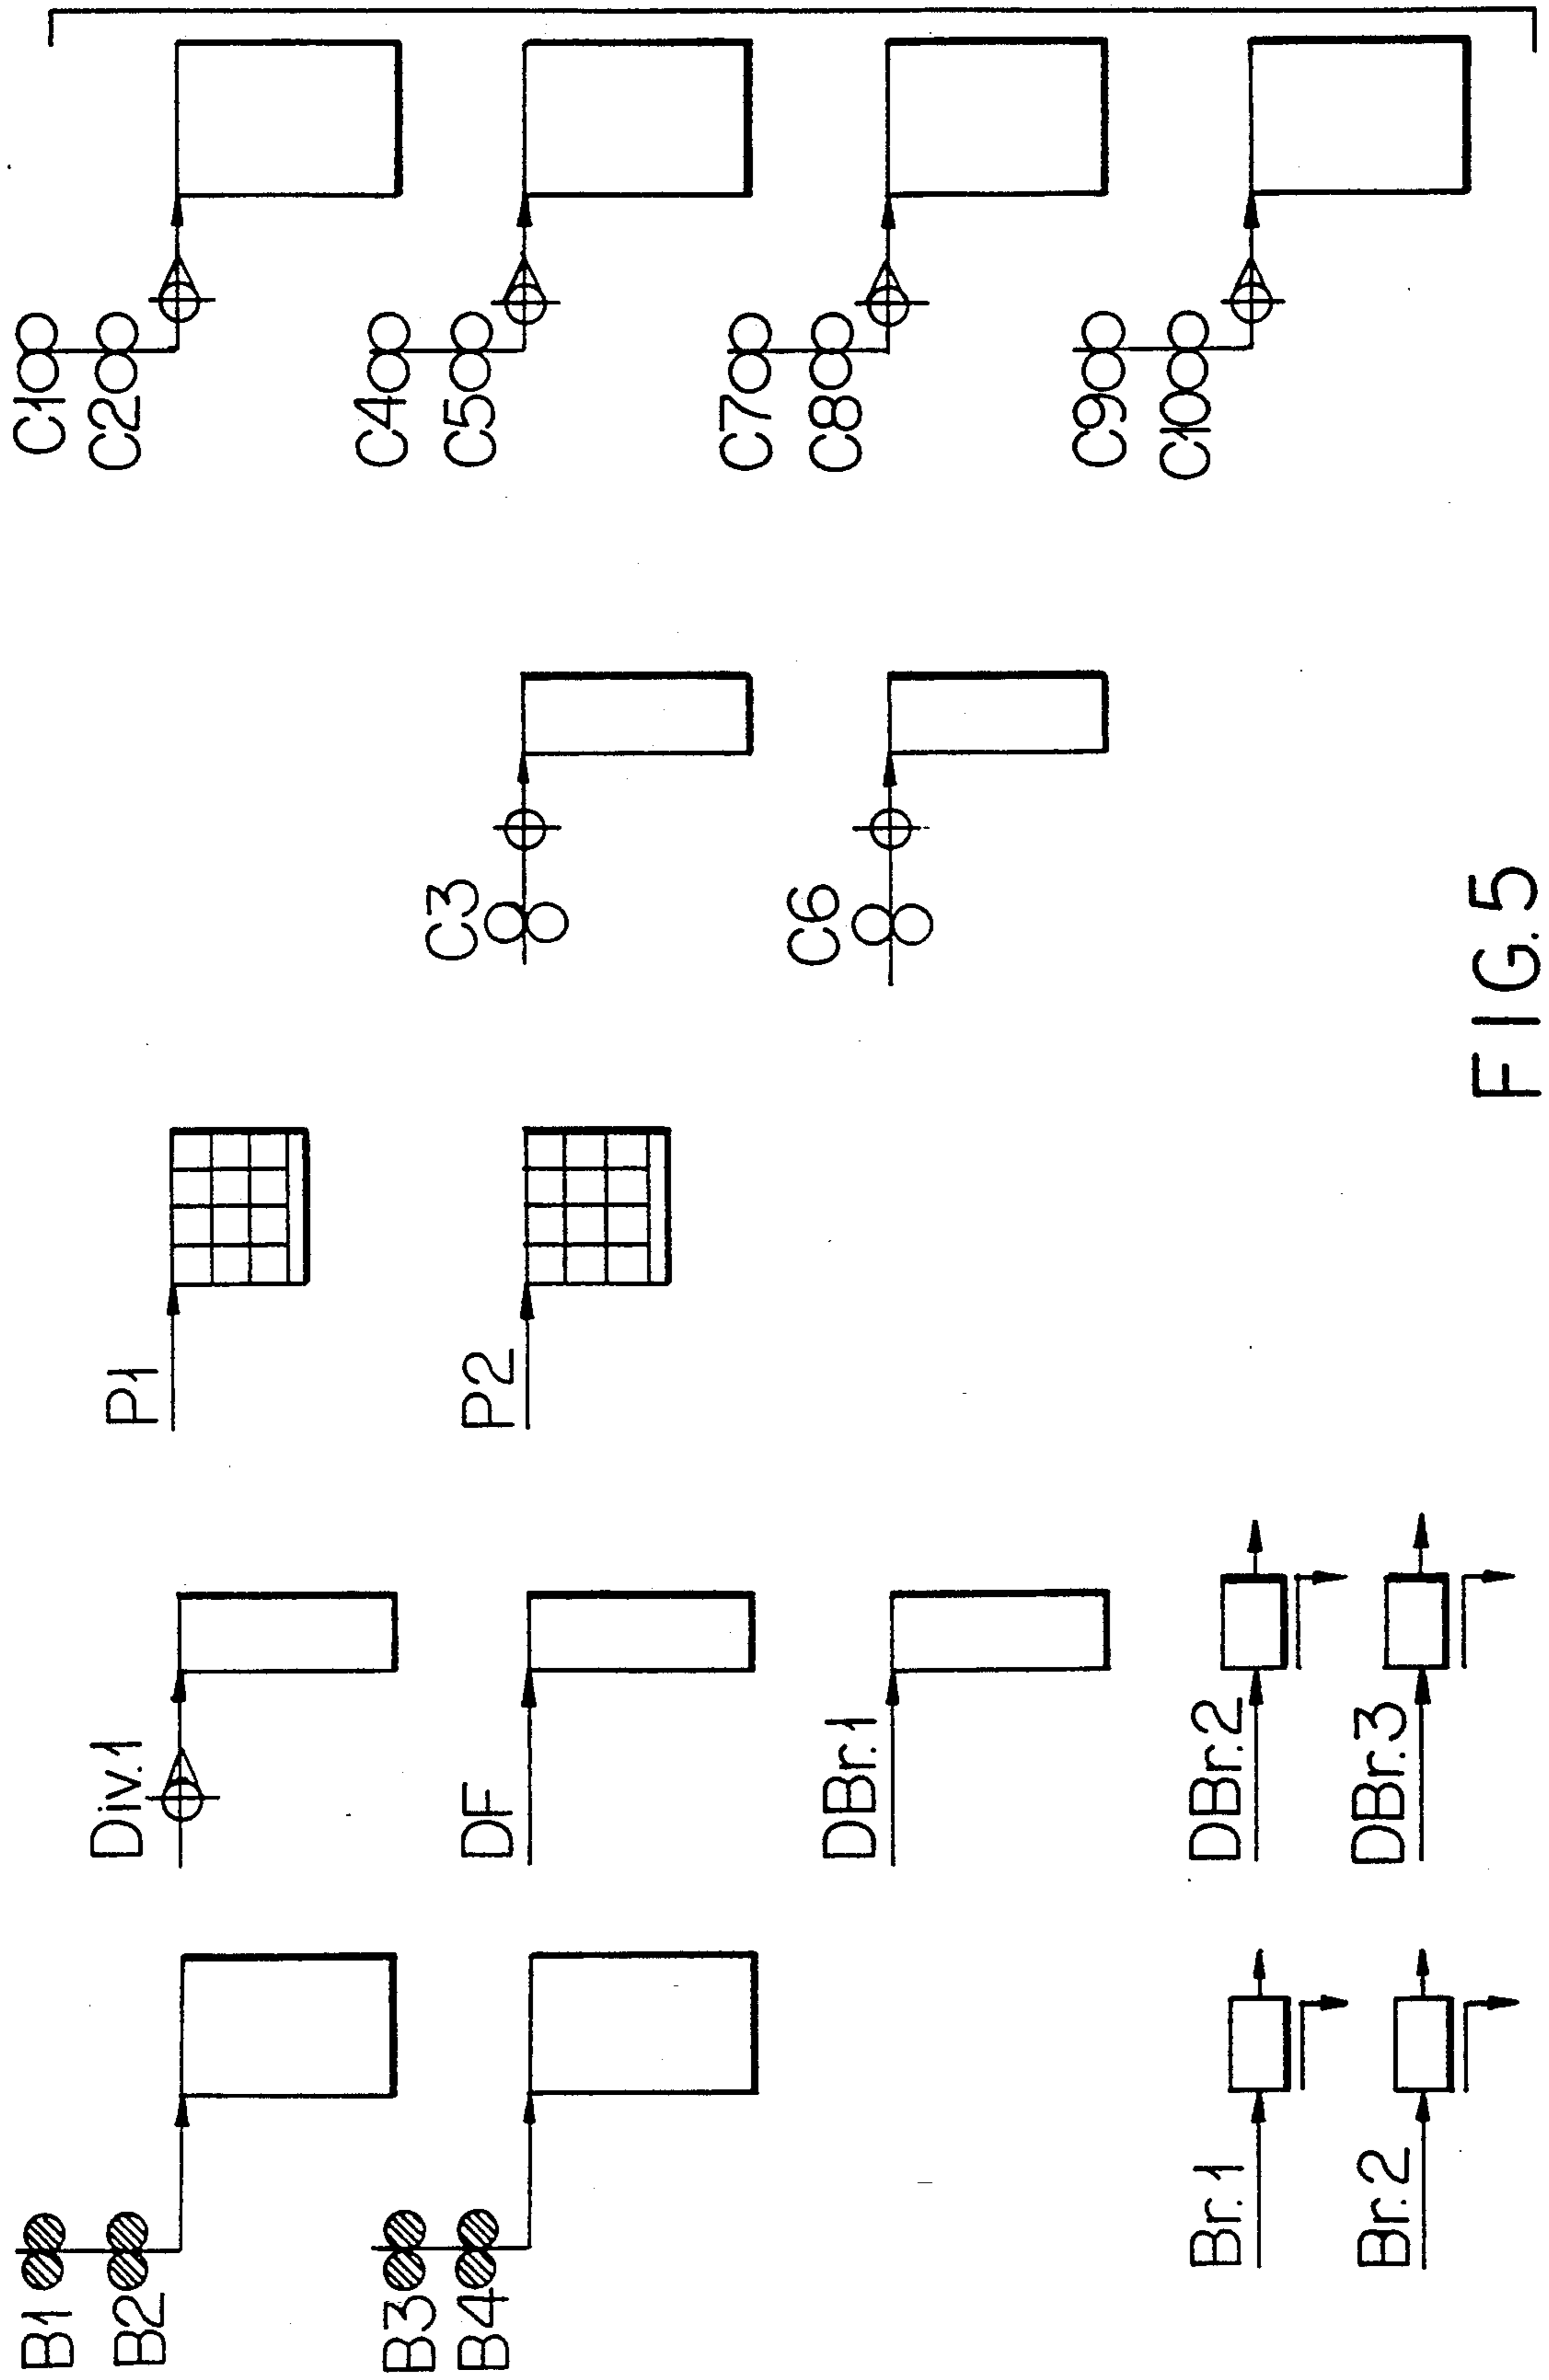 C1
C2
C4
C5
C7
C8
C9
C10
C3
C6
P1
P2
Div.1
DF
DBr.1
DBr.2
DBr.3
B1
B2
B3
B4
Br.1
Br.2
FIG.5